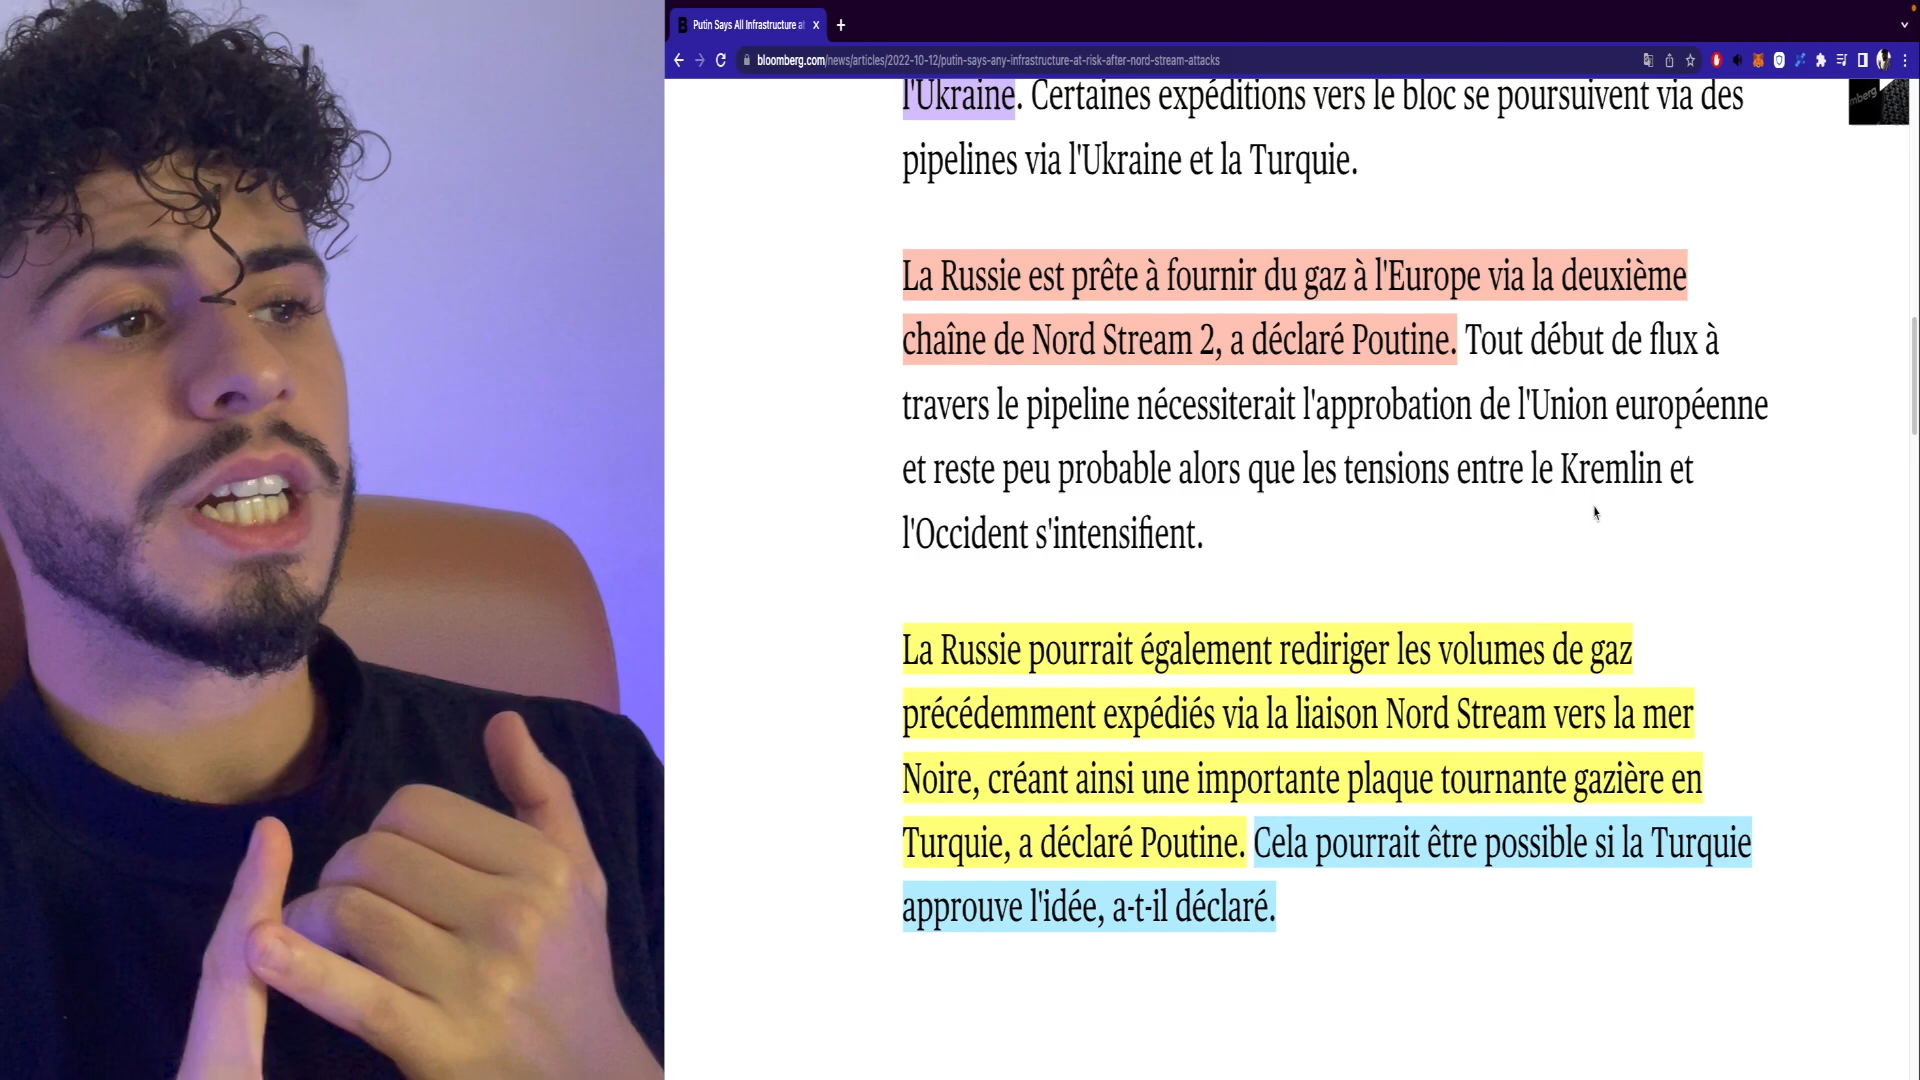 Putin Says All Infrastructure at
bloomberg.com/news/articles/2022-10-12/putin-says-any-infrastructure-at-risk-after-nord-stream-attacks
l'Ukraine. Certaines expéditions vers le bloc se poursuivent via des
pipelines via l'Ukraine et la Turquie.
La Russie est prête à fournir du gaz à l'Europe via la deuxième
chaîne de Nord Stream 2, a déclaré Poutine. Tout début de flux à
travers le pipeline nécessiterait l'approbation de l'Union européenne
et reste peu probable alors que les tensions entre le Kremlin et
l'Occident s'intensifient.
La Russie pourrait également rediriger les volumes de gaz
précédemment expédiés via la liaison Nord Stream vers la mer
Noire, créant ainsi une importante plaque tournante gazière en
Turquie, a déclaré Poutine. Cela pourrait être possible si la Turquie
approuve l'idée, a-t-il déclaré.